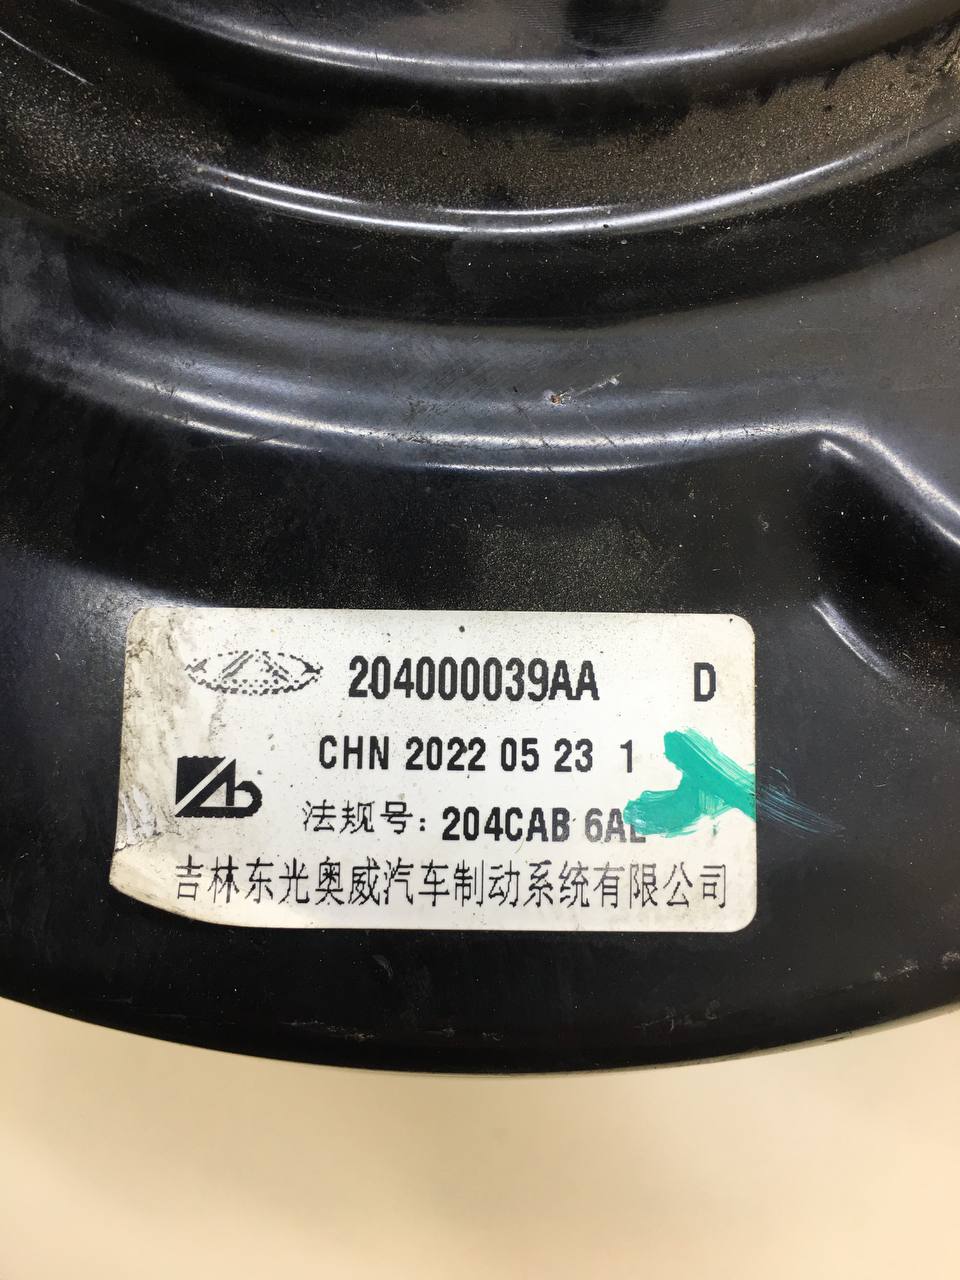 204000039AA D
CHN 2022 05 23 1
法规号: 204CAB
吉林东光奥威汽车制动系统有限公司